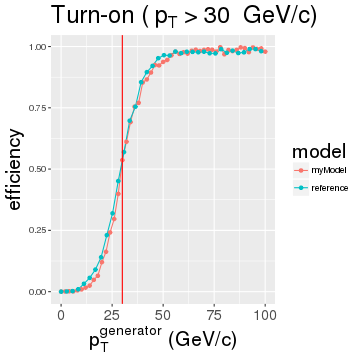 Turn-on ( pT > 30 GeV/c)
efficiency
1.00
0.75
0.50
0.25
0.00
0 25 50 75 100
pT generator (GeV/c)
model
myModel
reference